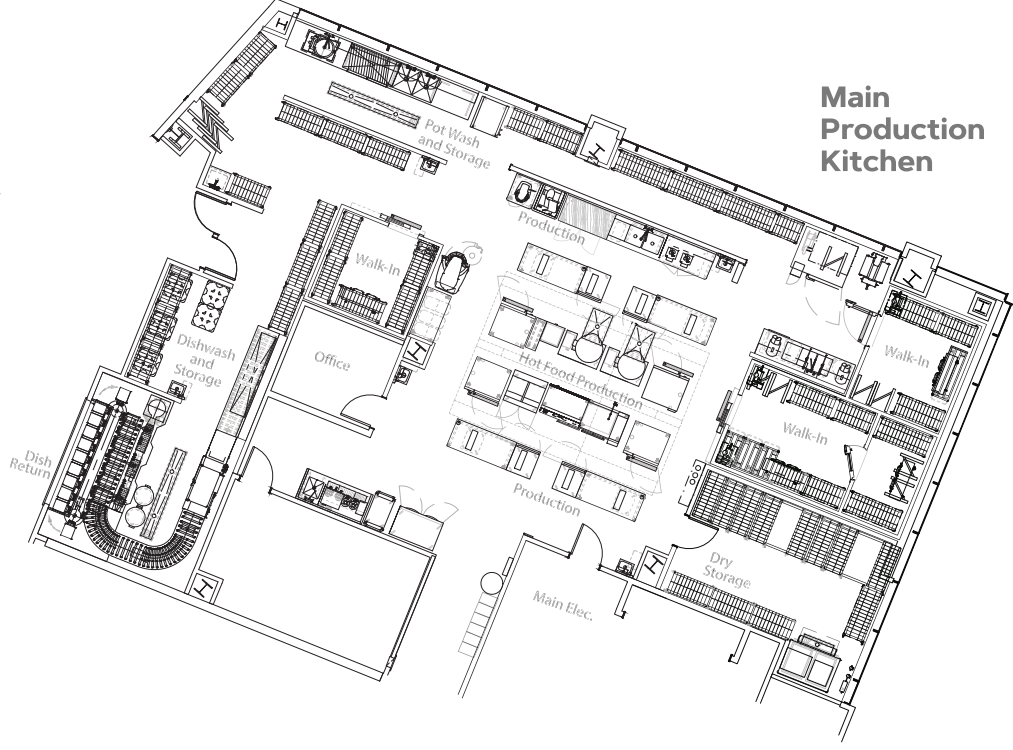 Main
Production
Kitchen
Pot Wash
and Storage
Production
Walk-In
Office
Dishwash
and
Storage
Dish
Return
Hot Food Production
Walk-In
Walk-In
Production
Dry
Storage
Main Elec.